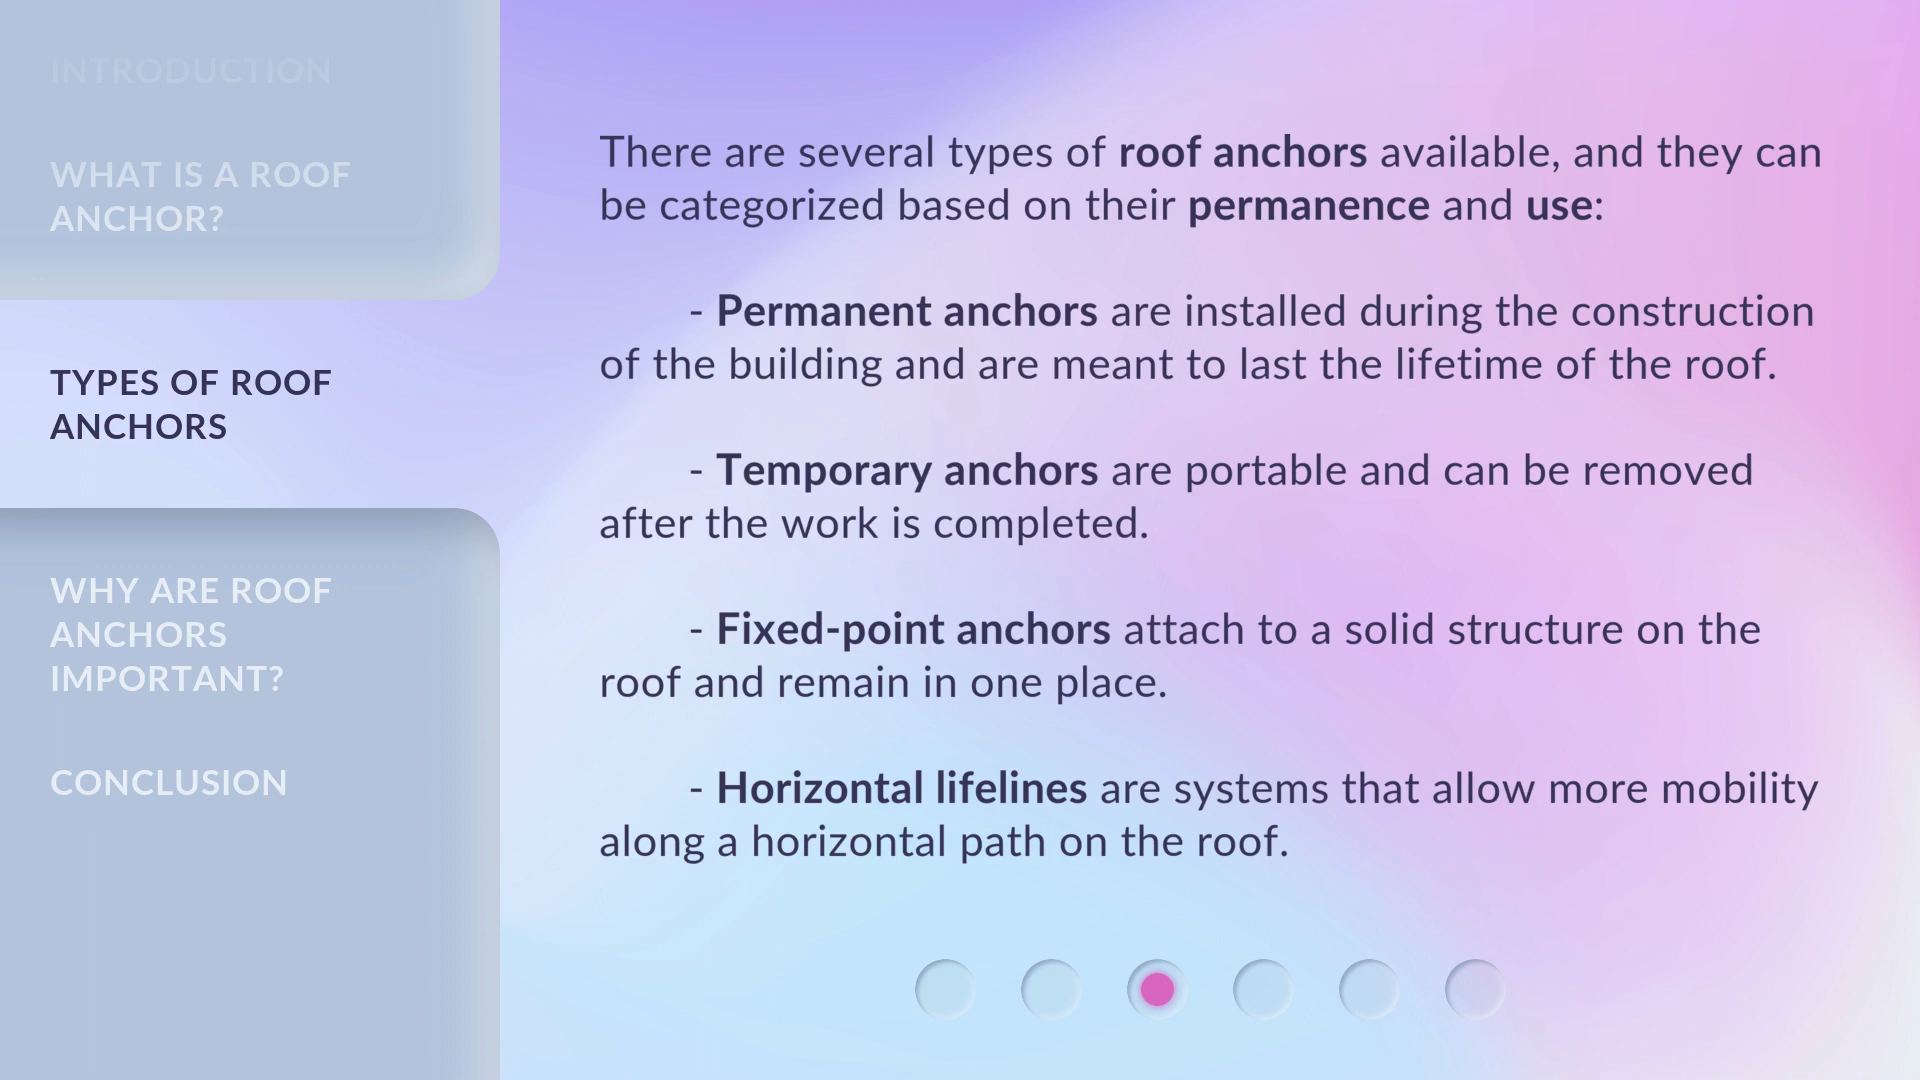 INTRODUCTION
WHAT IS A ROOF
ANCHOR?
TYPES OF ROOF
ANCHORS
WHY ARE ROOF
ANCHORS
IMPORTANT?
CONCLUSION
There are several types of roof anchors available, and they can
be categorized based on their permanence and use:
- Permanent anchors are installed during the construction
of the building and are meant to last the lifetime of the roof.
- Temporary anchors are portable and can be removed
after the work is completed.
- Fixed-point anchors attach to a solid structure on the
roof and remain in one place.
- Horizontal lifelines are systems that allow more mobility
along a horizontal path on the roof.